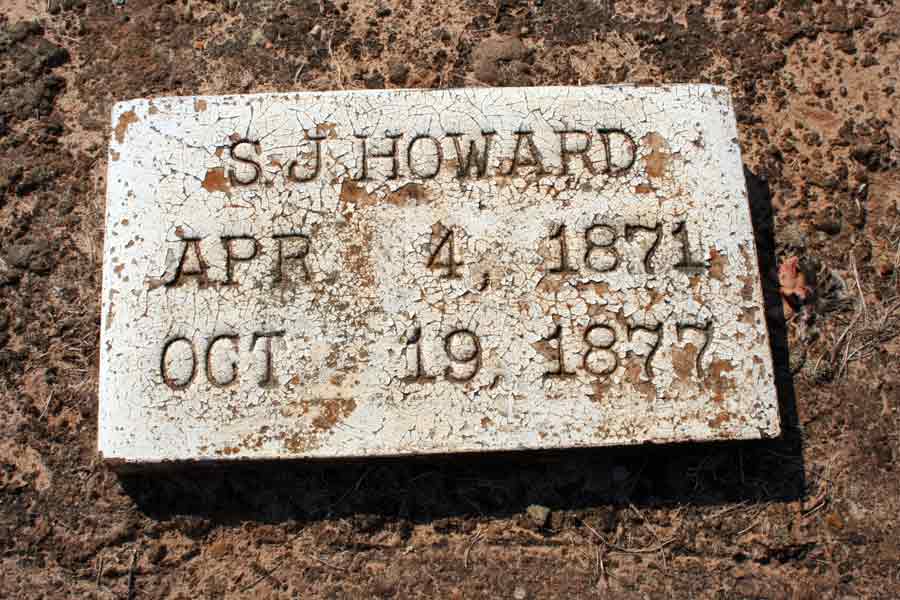 S. J. HOWARD
APR 4, 1871
OCT 19, 1877